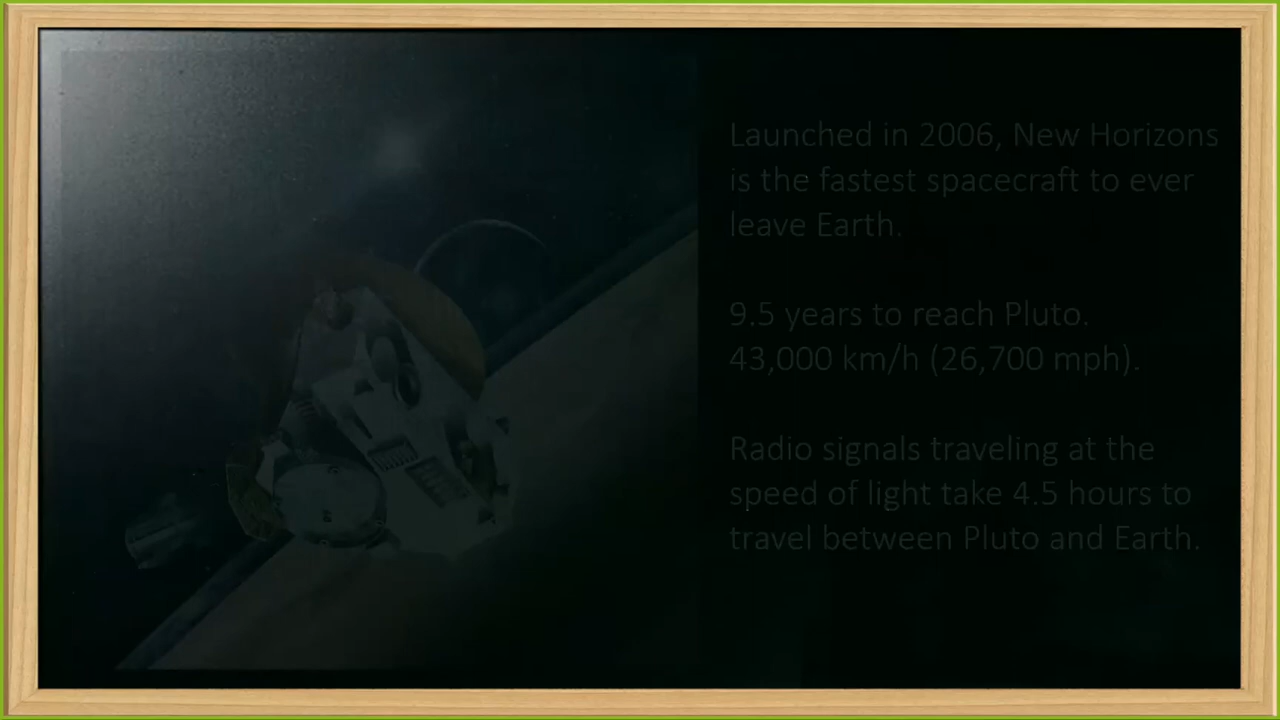 Launched in 2006, New Horizons
is the fastest spacecraft to ever
leave Earth.
9.5 years to reach Pluto.
43,000 km/h (26,700 mph).
Radio signals traveling at the
speed of light take 4.5 hours to
travel between Pluto and Earth.